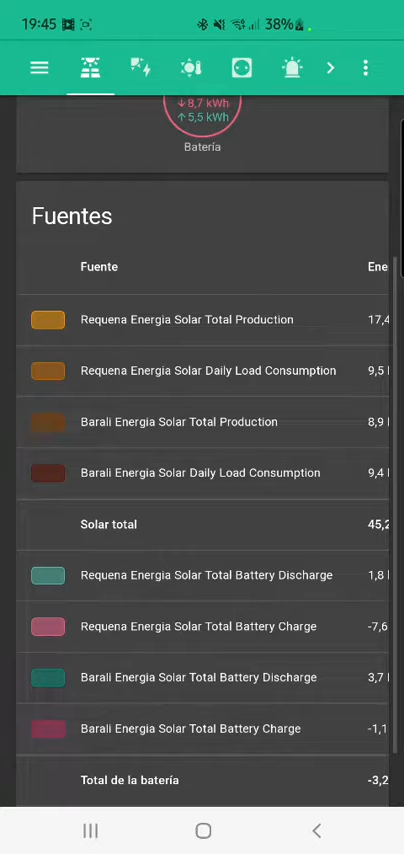 19:45 38%
↓8,7 kWh
↑5,5 kWh
Batería
Fuentes
Fuente Ene
Requena Energia Solar Total Production 17,4
Requena Energia Solar Daily Load Consumption 9,5
Barali Energia Solar Total Production 8,9
Barali Energia Solar Daily Load Consumption 9,4
Solar total 45,2
Requena Energia Solar Total Battery Discharge 1,8
Requena Energia Solar Total Battery Charge -7,6
Barali Energia Solar Total Battery Discharge 3,7
Barali Energia Solar Total Battery Charge -1,1
Total de la batería -3,2